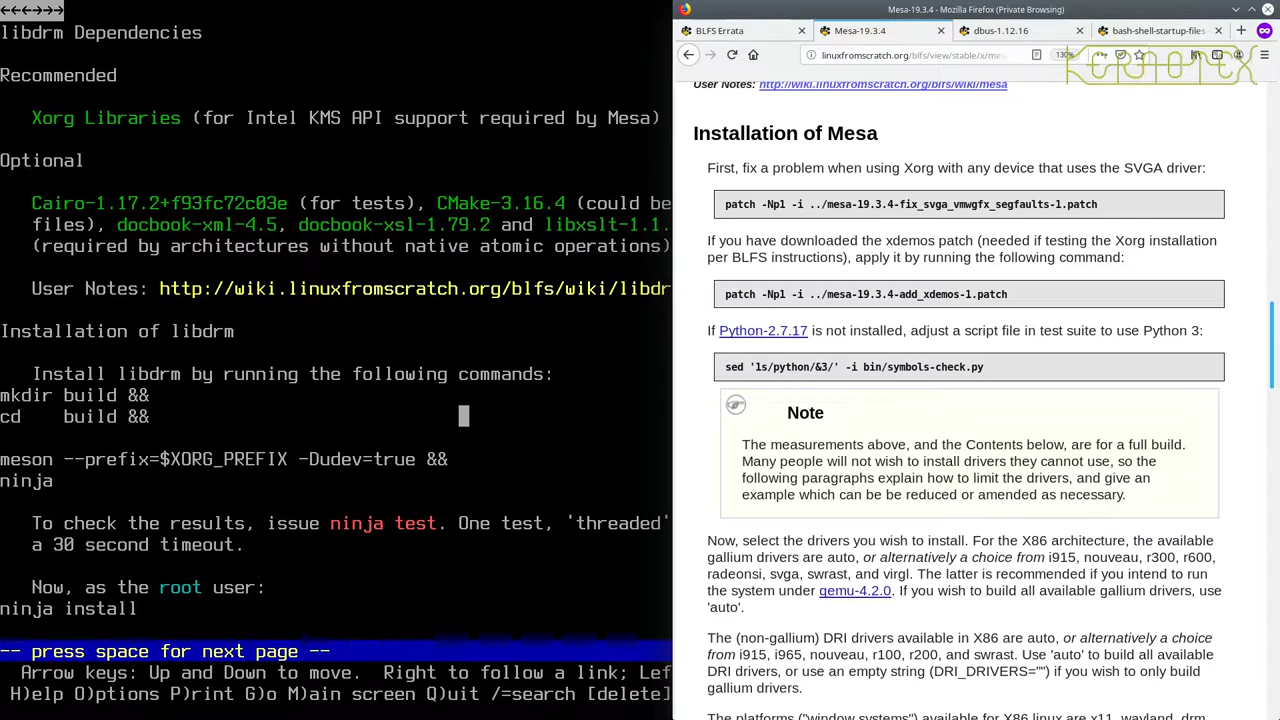 <--<-->-->
libdrm Dependencies
Recommended
Xorg Libraries (for Intel KMS API support required by Mesa)
Optional
Cairo-1.17.2+f93fc72c03e (for tests), CMake-3.16.4 (could be
files), docbook-xml-4.5, docbook-xsl-1.79.2 and libxslt-1.1.
(required by architectures without native atomic operations)
User Notes: http://wiki.linuxfromscratch.org/blfs/wiki/libdr
Installation of libdrm
Install libdrm by running the following commands:
mkdir build &&
cd    build &&
meson --prefix=$XORG_PREFIX -Dudev=true &&
ninja
To check the results, issue ninja test. One test, 'threaded'
a 30 second timeout.
Now, as the root user:
ninja install
-- press space for next page --
Arrow keys: Up and Down to move.  Right to follow a link; Lef
H)elp O)ptions P)rint G)o M)ain screen Q)uit /=search [delete]
Mesa-19.3.4 - Mozilla Firefox (Private Browsing)
BLFS Errata
Mesa-19.3.4
dbus-1.12.16
bash-shell-startup-files
linuxfromscratch.org/blfs/view/stable/x/me
130%
KERNOTEX
User Notes: http://wiki.linuxfromscratch.org/blfs/wiki/mesa
Installation of Mesa
First, fix a problem when using Xorg with any device that uses the SVGA driver:
patch -Np1 -i ../mesa-19.3.4-fix_svga_vmwgfx_segfaults-1.patch
If you have downloaded the xdemos patch (needed if testing the Xorg installation
per BLFS instructions), apply it by running the following command:
patch -Np1 -i ../mesa-19.3.4-add_xdemos-1.patch
If Python-2.7.17 is not installed, adjust a script file in test suite to use Python 3:
sed '1s/python/&3/' -i bin/symbols-check.py
Note
The measurements above, and the Contents below, are for a full build.
Many people will not wish to install drivers they cannot use, so the
following paragraphs explain how to limit the drivers, and give an
example which can be be reduced or amended as necessary.
Now, select the drivers you wish to install. For the X86 architecture, the available
gallium drivers are auto, or alternatively a choice from i915, nouveau, r300, r600,
radeonsi, svga, swrast, and virgl. The latter is recommended if you intend to run
the system under qemu-4.2.0. If you wish to build all available gallium drivers, use
'auto'.
The (non-gallium) DRI drivers available in X86 are auto, or alternatively a choice
from i915, i965, nouveau, r100, r200, and swrast. Use 'auto' to build all available
DRI drivers, or use an empty string (DRI_DRIVERS="") if you wish to only build
gallium drivers.
The platforms ("window systems") available for X86 linux are x11, wayland, drm,